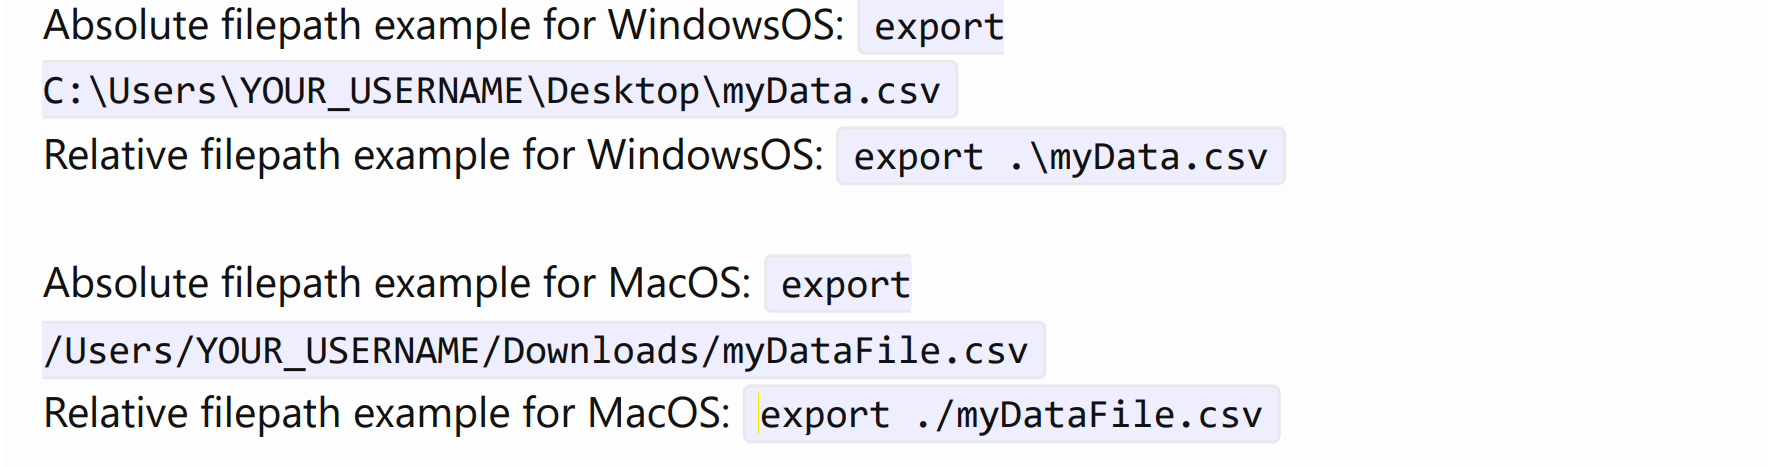 Absolute filepath example for WindowsOS: export
C:\Users\YOUR_USERNAME\Desktop\myData.csv
Relative filepath example for WindowsOS: export .\myData.csv
Absolute filepath example for MacOS: export
/Users/YOUR_USERNAME/Downloads/myDataFile.csv
Relative filepath example for MacOS: export ./myDataFile.csv